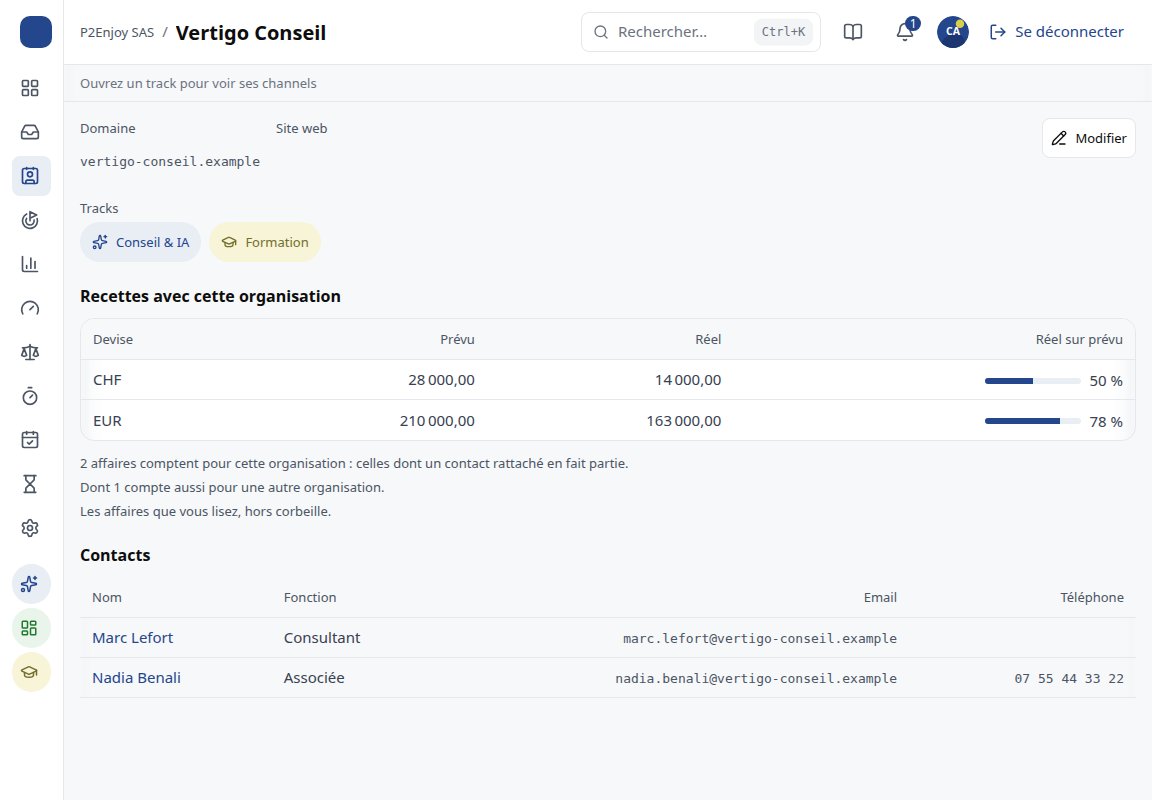 P2Enjoy SAS / Vertigo Conseil
Rechercher... Ctrl+K
1
CA
Se déconnecter
Ouvrez un track pour voir ses channels
Domaine Site web
Modifier
vertigo-conseil.example
Tracks
Conseil & IA Formation
Recettes avec cette organisation
Devise Prévu Réel Réel sur prévu
CHF 28 000,00 14 000,00 50 %
EUR 210 000,00 163 000,00 78 %
2 affaires comptent pour cette organisation : celles dont un contact rattaché en fait partie.
Dont 1 compte aussi pour une autre organisation.
Les affaires que vous lisez, hors corbeille.
Contacts
Nom Fonction Email Téléphone
Marc Lefort Consultant marc.lefort@vertigo-conseil.example
Nadia Benali Associée nadia.benali@vertigo-conseil.example 07 55 44 33 22